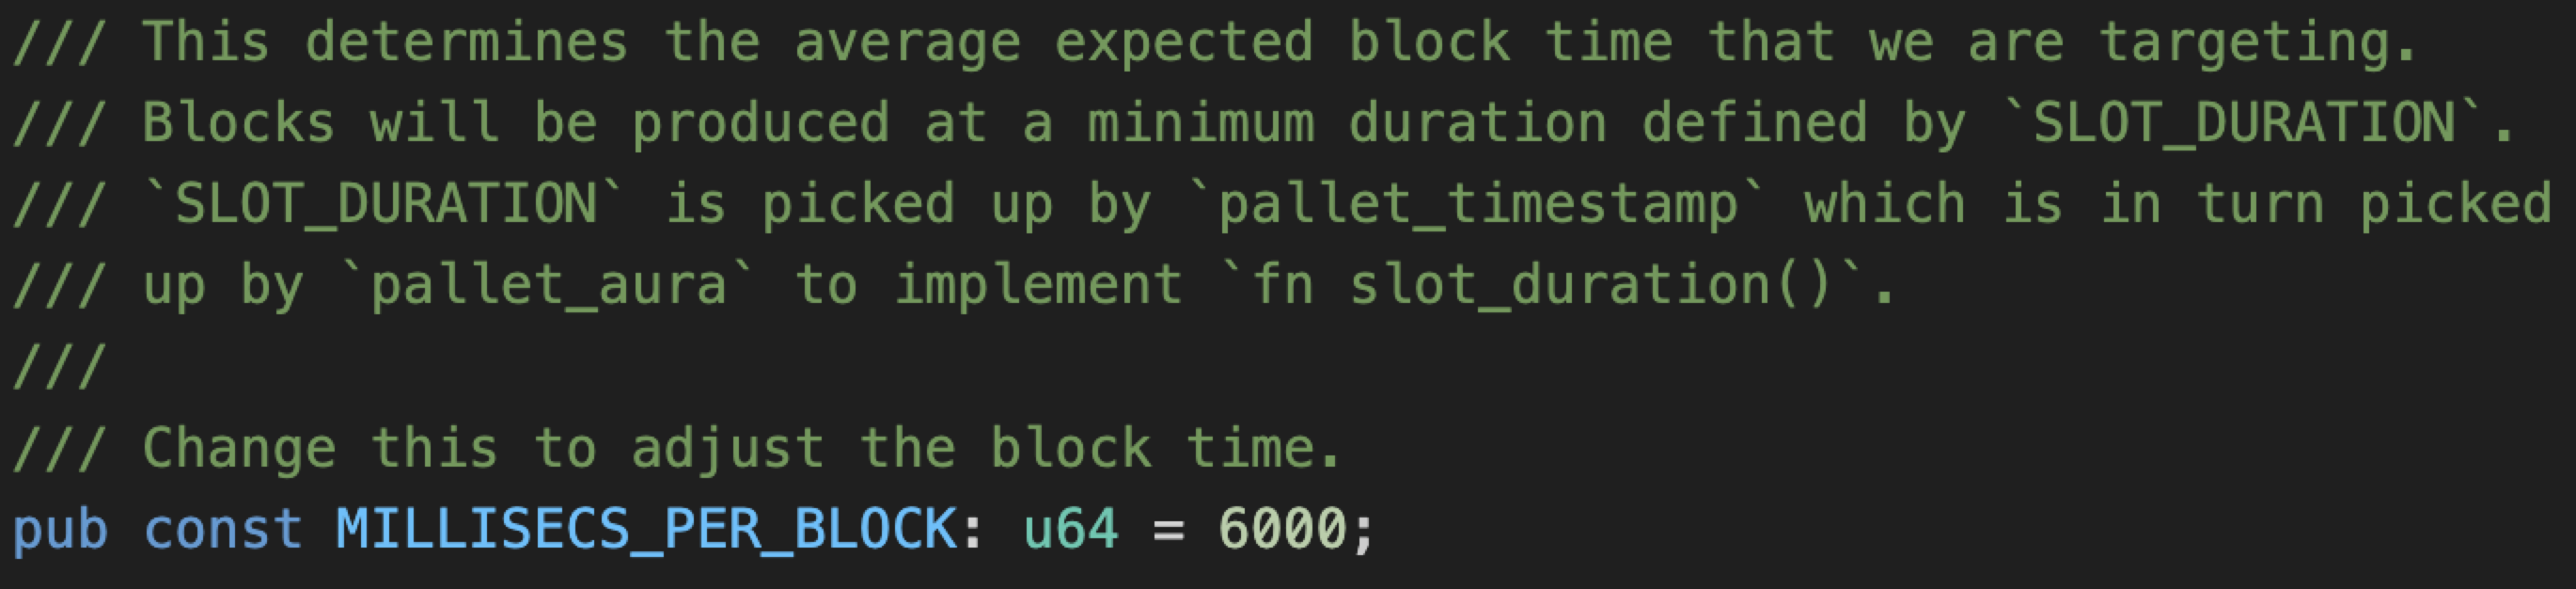 /// This determines the average expected block time that we are targeting.
/// Blocks will be produced at a minimum duration defined by `SLOT_DURATION`.
/// `SLOT_DURATION` is picked up by `pallet_timestamp` which is in turn picked
/// up by `pallet_aura` to implement `fn slot_duration()`.
///
/// Change this to adjust the block time.
pub const MILLISECS_PER_BLOCK: u64 = 6000;